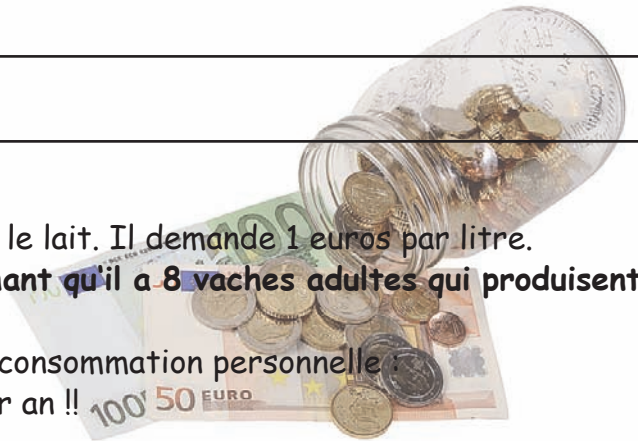 le lait. Il demande 1 euros par litre.
qu'il a 8 vaches adultes qui produisent
consommation personnelle :
an !!
100
100
50 EURO